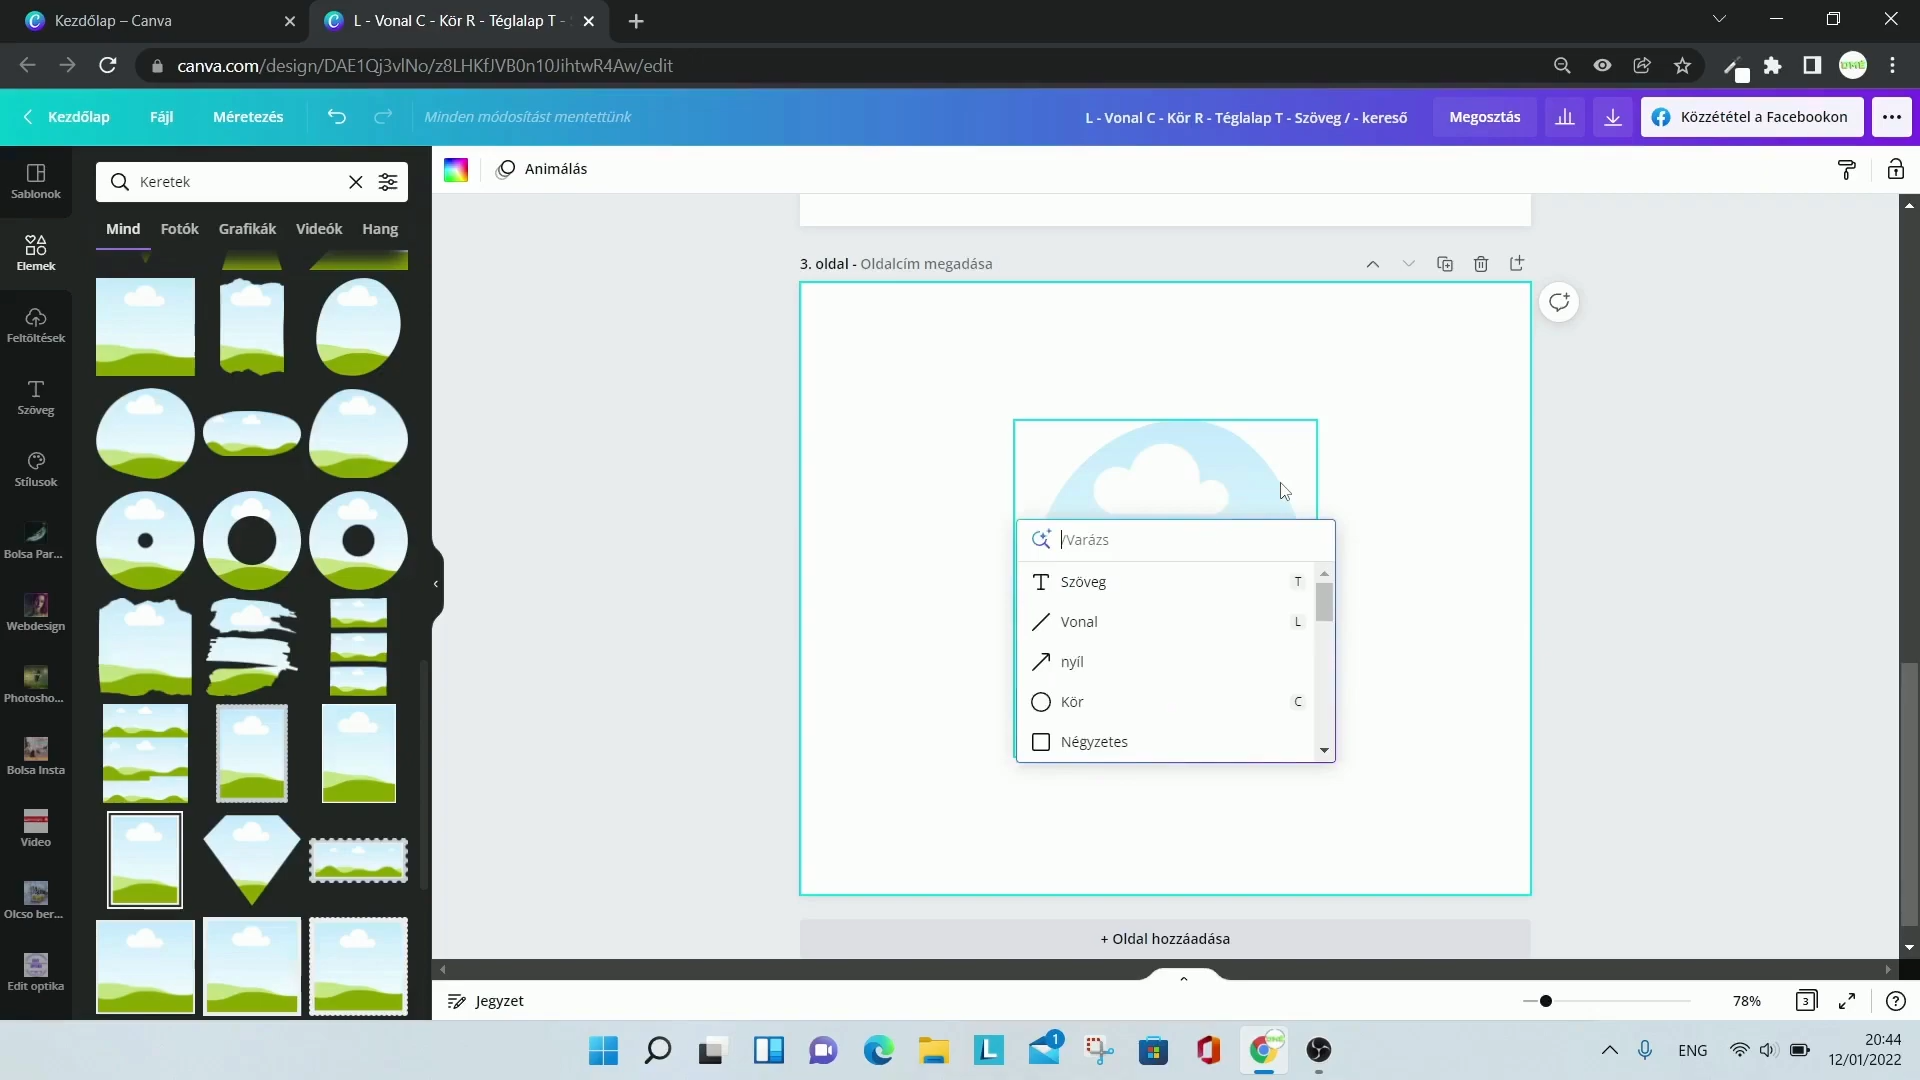 Kezdőlap – Canva
L - Vonal C - Kör R - Téglalap T -
canva.com/design/DAE1Qj3vlNo/z8LHKfJVB0n10JihtwR4Aw/edit
Kezdőlap
Fájl
Méretezés
Minden módosítást mentettünk
L - Vonal C - Kör R - Téglalap T - Szöveg / - kereső
Megosztás
Közzététel a Facebookon
Sablonok
Elemek
Feltöltések
Szöveg
Stílusok
Bolsa Par...
Webdesign
Photosho...
Bolsa Insta
Video
Olcso ber...
Edit optika
Keretek
Mind
Fotók
Grafikák
Videók
Hang
Animálás
3. oldal - Oldalcím megadása
/Varázs
Szöveg T
Vonal L
nyíl
Kör C
Négyzetes
+ Oldal hozzáadása
Jegyzet
78%
3
1
ENG
20:44
12/01/2022